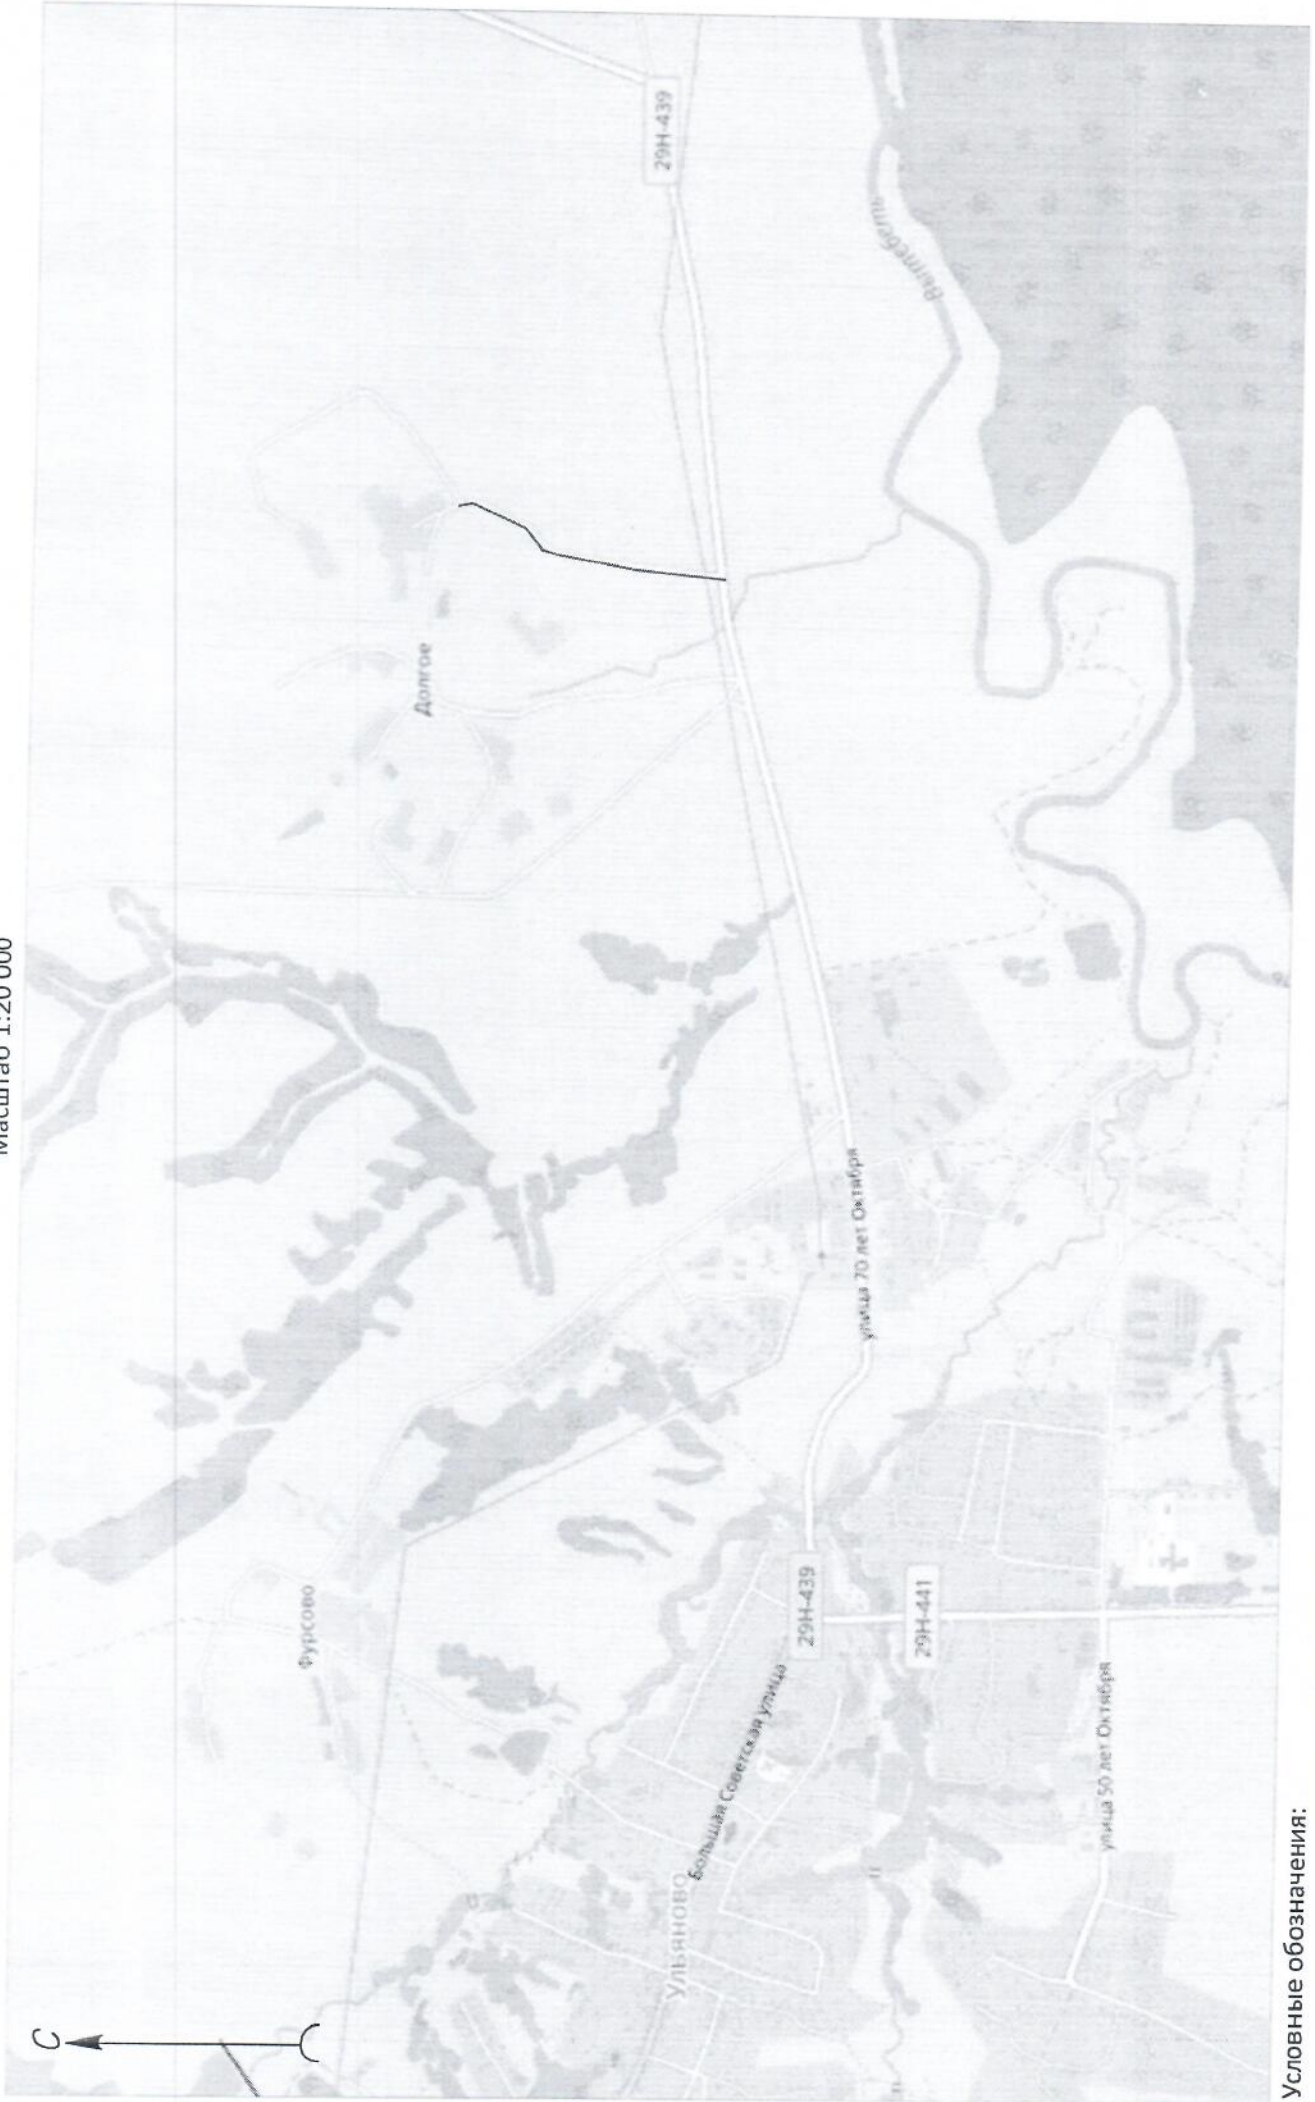 Масштаб 1:20 000
С
29Н-439
Вытебеть
Долгое
Фурсово
улица 70 лет Октября
29Н-439
29Н-441
Большая Советская улица
Ульяново
улица 50 лет Октября
Условные обозначения: